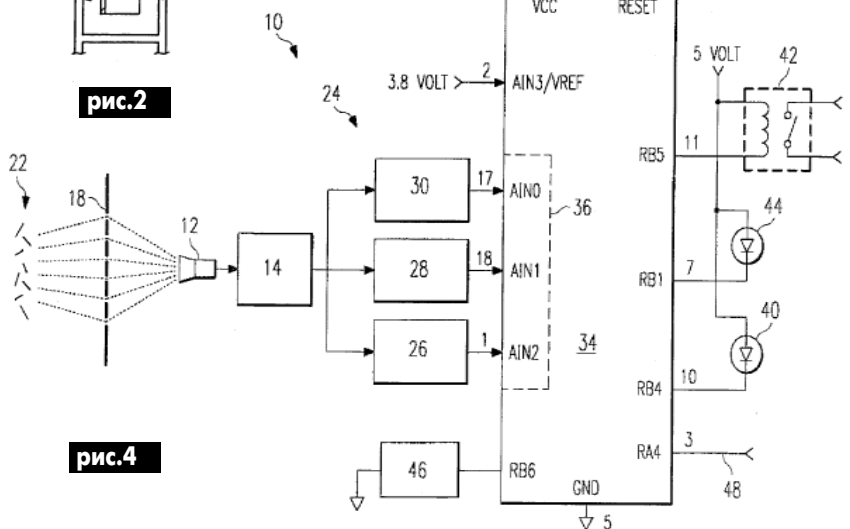 VCC RESET
10
5 VOLT
42
рис.2
3.8 VOLT 2 AIN3/VREF
24
RB5 11
22
18
12
30 17 AIN0
36
44
14
28 18 AIN1
RB1 7
40
26 1 AIN2
34
RB4 10
рис.4
RA4 3
46 RB6
48
GND
5